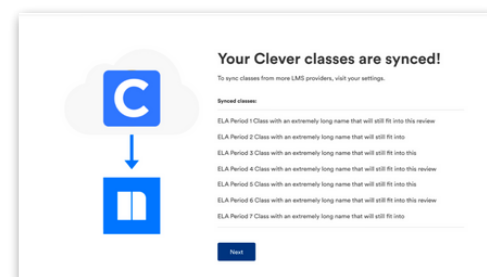 C
Your Clever classes are synced!
To sync classes from more LMS providers, visit your settings.
Synced classes:
ELA Period 1 Class with an extremely long name that will still fit into this review
ELA Period 2 Class with an extremely long name that will still fit into
ELA Period 3 Class with an extremely long name that will still fit into this
ELA Period 4 Class with an extremely long name that will still fit into this review
ELA Period 5 Class with an extremely long name that will still fit into this
ELA Period 6 Class with an extremely long name that will still fit into this review
ELA Period 7 Class with an extremely long name that will still fit into
n
Next